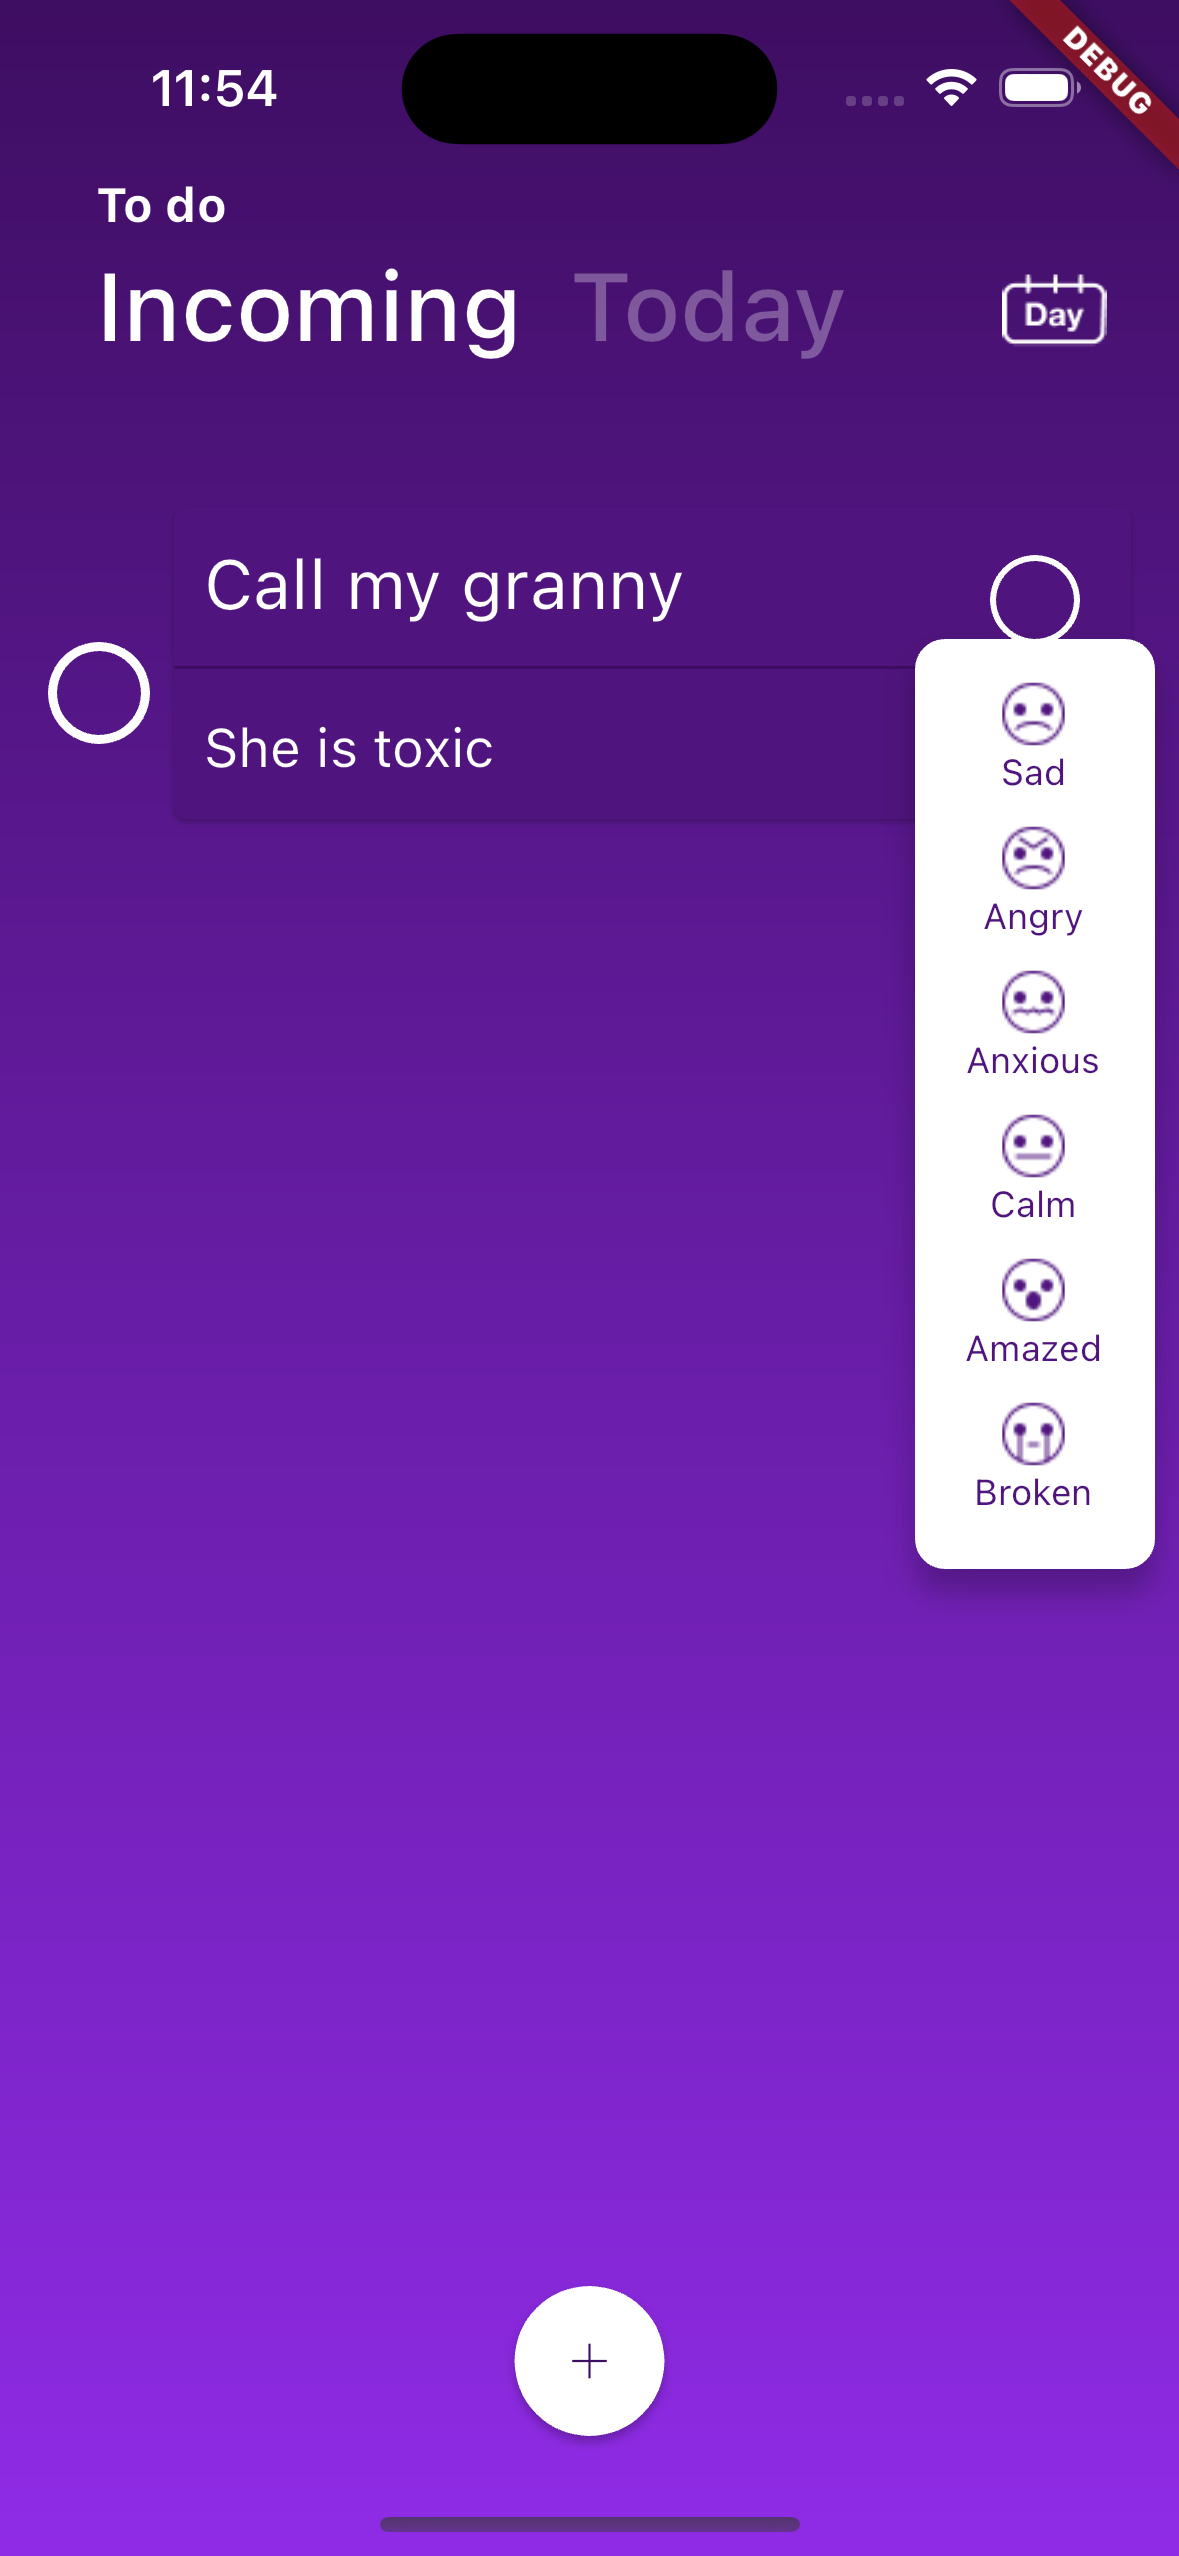 11:54
DEBUG
To do
Incoming Today
Day
Call my granny
She is toxic
Sad
Angry
Anxious
Calm
Amazed
Broken